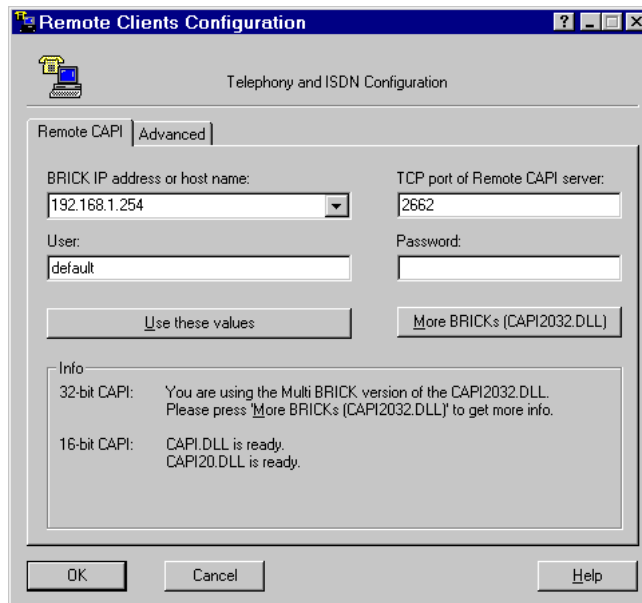 Remote Clients Configuration
Telephony and ISDN Configuration
Remote CAPI
Advanced
BRICK IP address or host name:
TCP port of Remote CAPI server:
192.168.1.254
2662
User:
Password:
default
Use these values
More BRICKs (CAPI2032.DLL)
Info
32-bit CAPI: You are using the Multi BRICK version of the CAPI2032.DLL.
Please press 'More BRICKs (CAPI2032.DLL)' to get more info.
16-bit CAPI: CAPI.DLL is ready.
CAPI20.DLL is ready.
OK
Cancel
Help